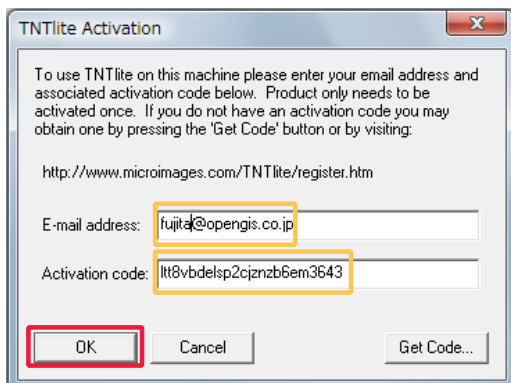 TNTlite Activation
To use TNTlite on this machine please enter your email address and
associated activation code below. Product only needs to be
activated once. If you do not have an activation code you may
obtain one by pressing the 'Get Code' button or by visiting:
http://www.microimages.com/TNTlite/register.htm
E-mail address: fujita@opengis.co.jp
Activation code: ltt8vbdelsp2cjznzb6em3643
OK Cancel Get Code...